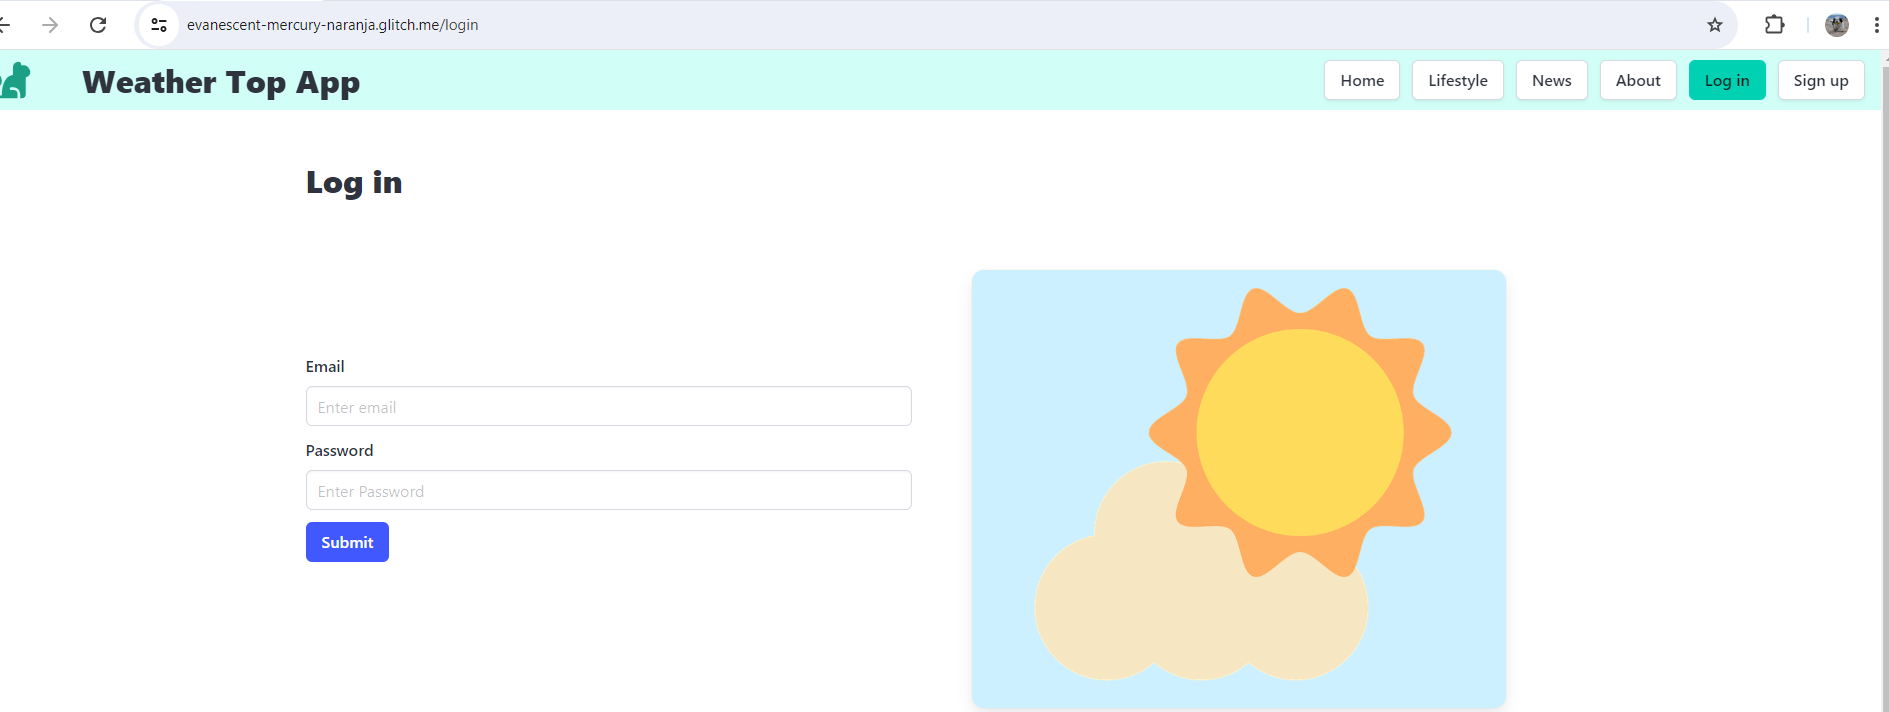 evanescent-mercury-naranja.glitch.me/login
Weather Top App
Home
Lifestyle
News
About
Log in
Sign up
Log in
Email
Enter email
Password
Enter Password
Submit